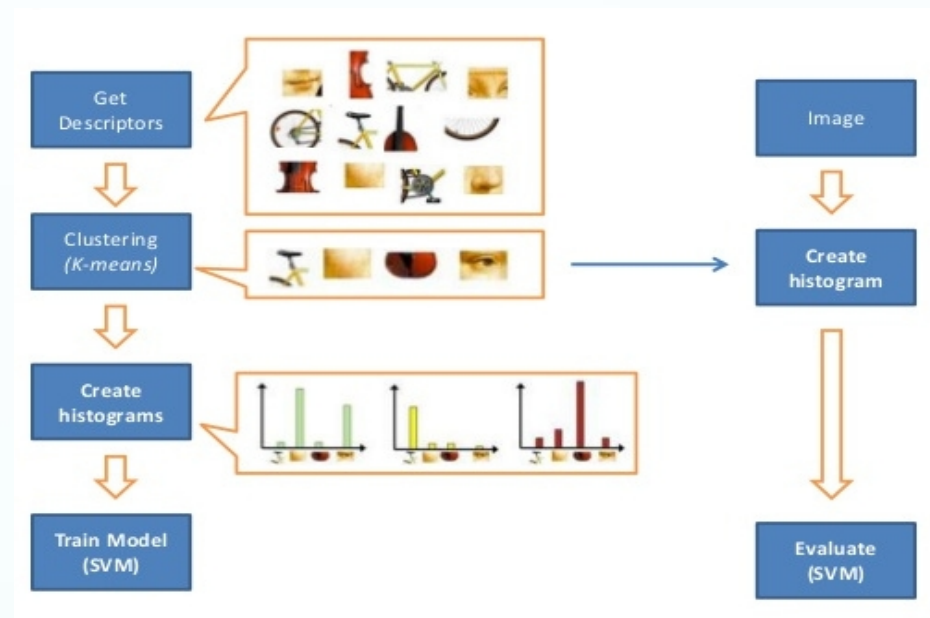 Get
Descriptors
Clustering
(K-means)
Create
histograms
Train Model
(SVM)
Image
Create
histogram
Evaluate
(SVM)